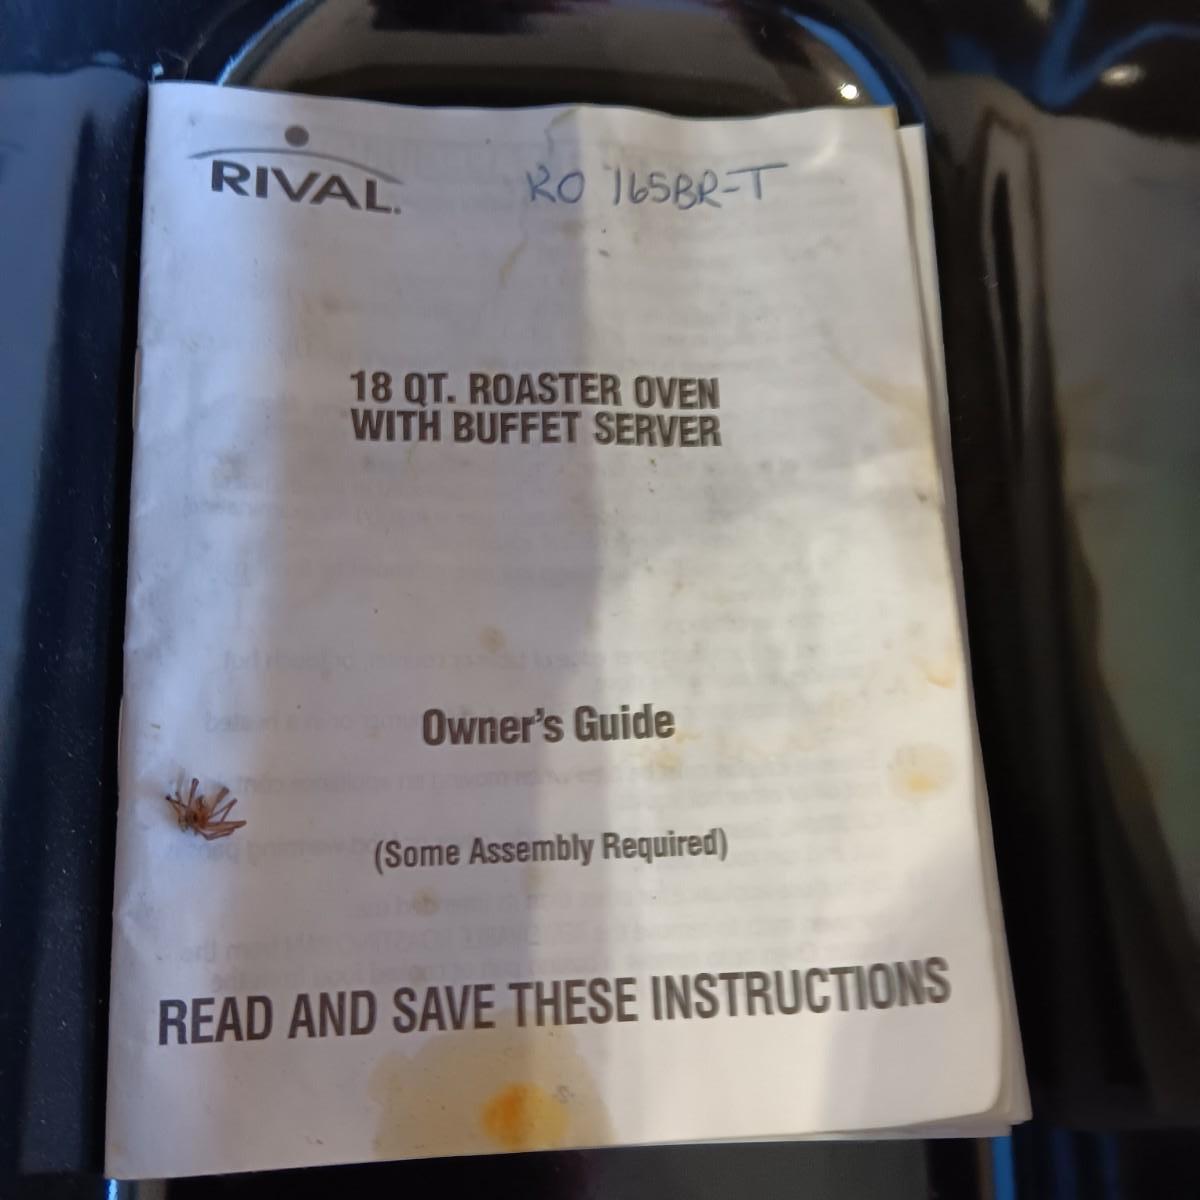 RIVAL.
RO 165BR-T
18 QT. ROASTER OVEN
WITH BUFFET SERVER
Owner's Guide
(Some Assembly Required)
READ AND SAVE THESE INSTRUCTIONS